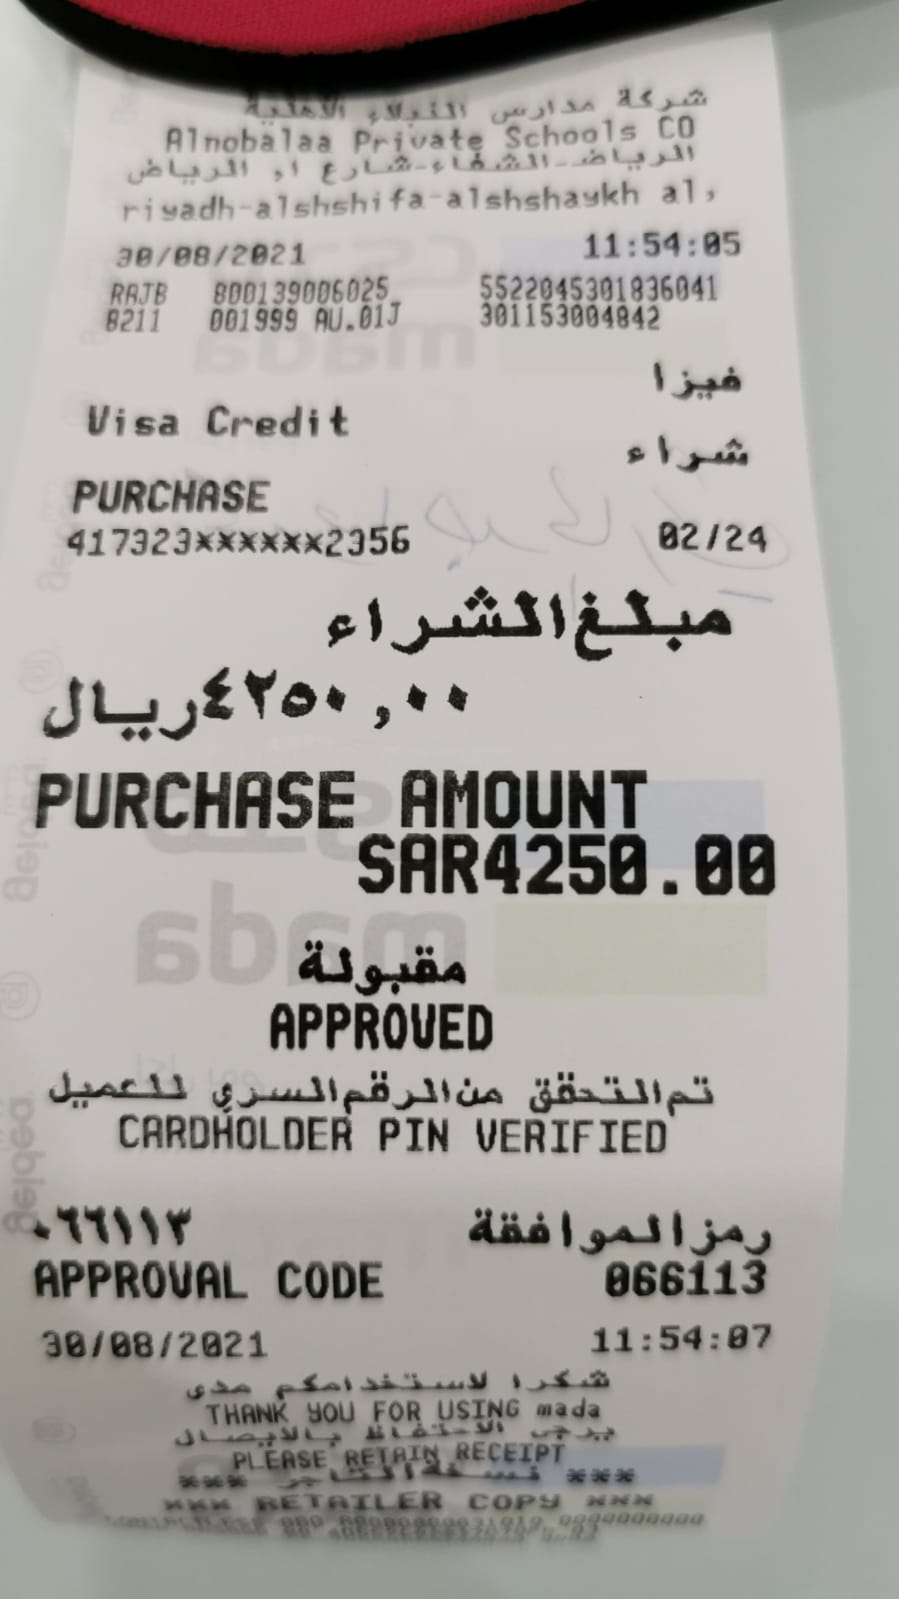 شركة مدارس النبلاء الاهلية
Alnobalaa Private Schools CO
الرياض-الشفاء-شارع ا, الرياض
riyadh-alshshifa-alshshaykh al,
30/08/2021 11:54:05
RAJB 800139006025 5522045301836041
8211 001999 AU.01J 301153004842
فيزا
Visa Credit
شراء
PURCHASE
417323xxxxxx2356 02/24
مبلغ الشراء
٤٢٥٠,٠٠ ريال
PURCHASE AMOUNT
SAR4250.00
مقبولة
APPROVED
تم التحقق من الرقم السري للعميل
CARDHOLDER PIN VERIFIED
رمز الموافقة ٠٦٦١١٣
APPROVAL CODE 066113
30/08/2021 11:54:07
شكرا لاستخدامكم مدى
THANK YOU FOR USING mada
يرجى الاحتفاظ بالايصال
PLEASE RETAIN RECEIPT
*** نسخة التاجر ***
*** RETAILER COPY ***